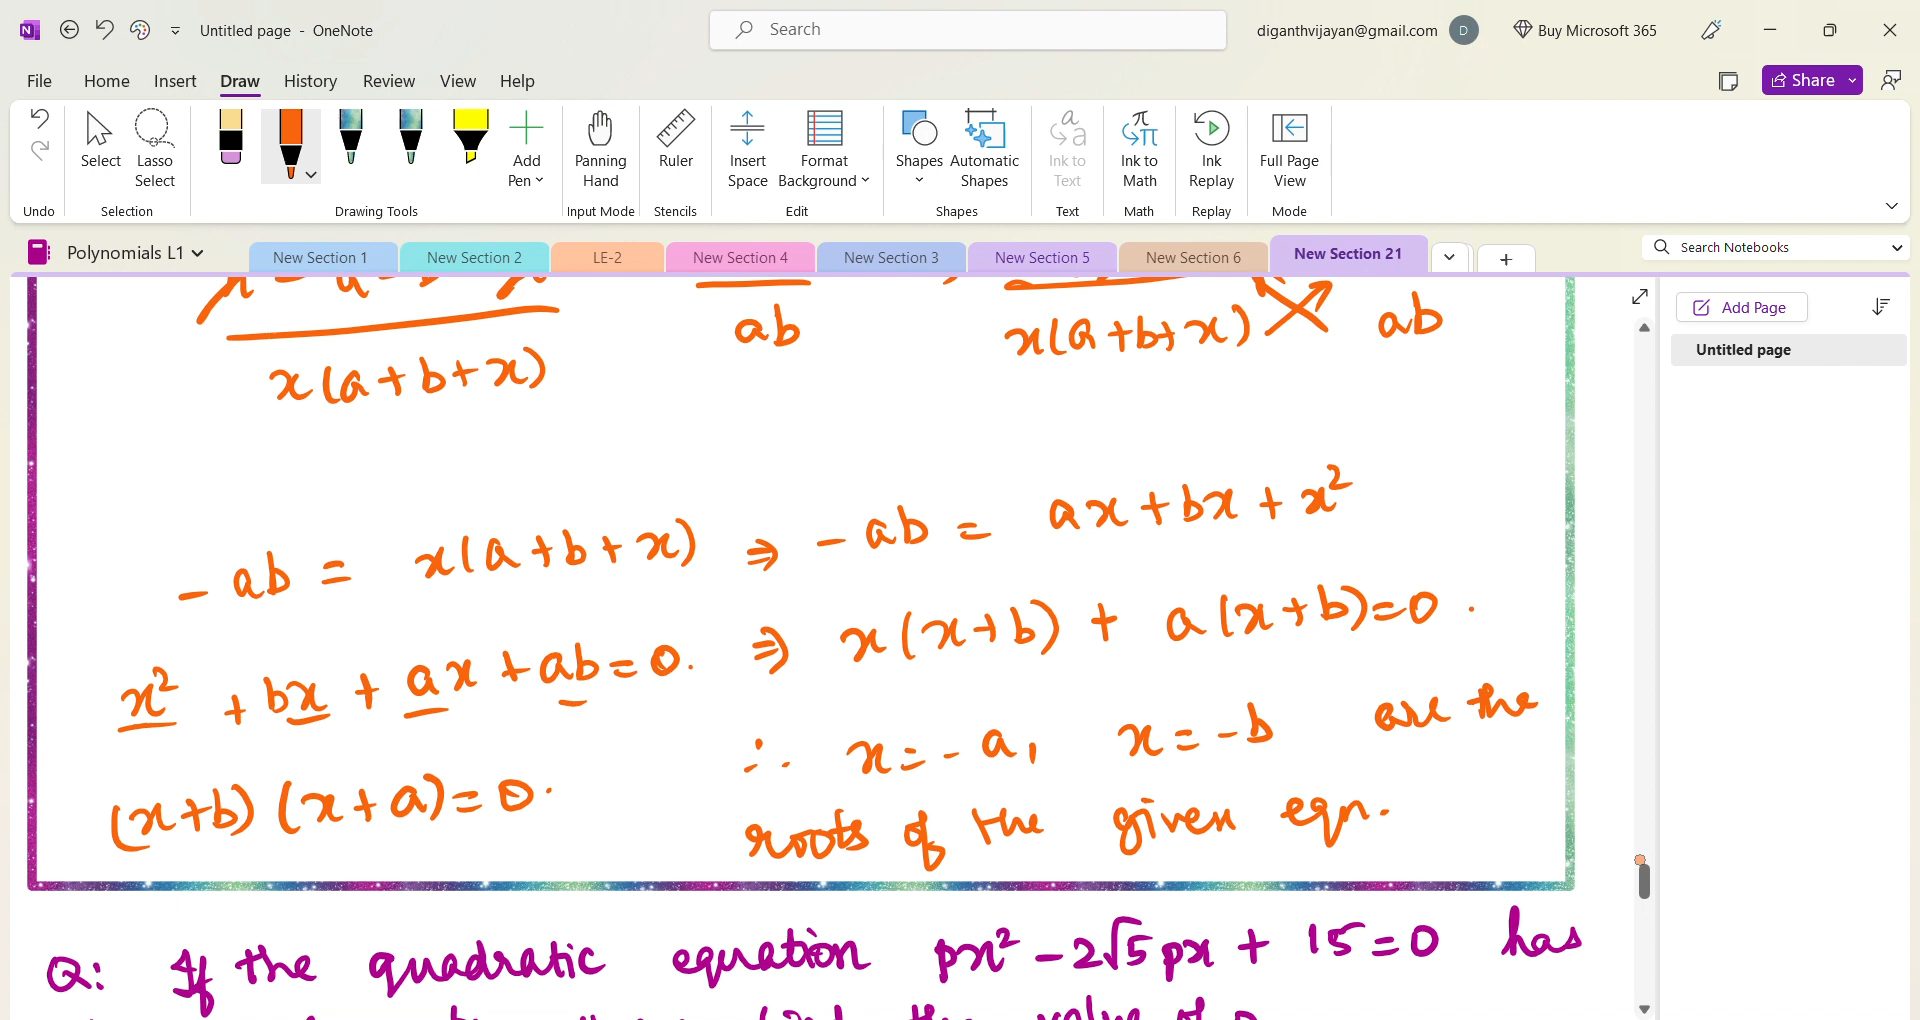 Untitled page - OneNote
Search
diganthvijayan@gmail.com
D
Buy Microsoft 365
File Home Insert Draw History Review View Help
Share
Select
Lasso Select
Add Pen
Panning Hand
Ruler
Insert Space
Format Background
Shapes
Automatic Shapes
Ink to Text
Ink to Math
Ink Replay
Full Page View
Undo Selection Drawing Tools Input Mode Stencils Edit Shapes Text Math Replay Mode
Polynomials L1
New Section 1 New Section 2 LE-2 New Section 4 New Section 3 New Section 5 New Section 6 New Section 21
Search Notebooks
Add Page
Untitled page
x(a+b+x) ab x(a+b+x) ab
-ab = x(a+b+x) ⇒ -ab = ax+bx+x²
x² + bx + ax + ab = 0. ⇒ x(x+b) + a(x+b)=0.
(x+b) (x+a)=0.
∴ x=-a, x=-b are the
roots of the given eqn.
Q: If the quadratic equation px² - 2√5px + 15=0 has
the value of p